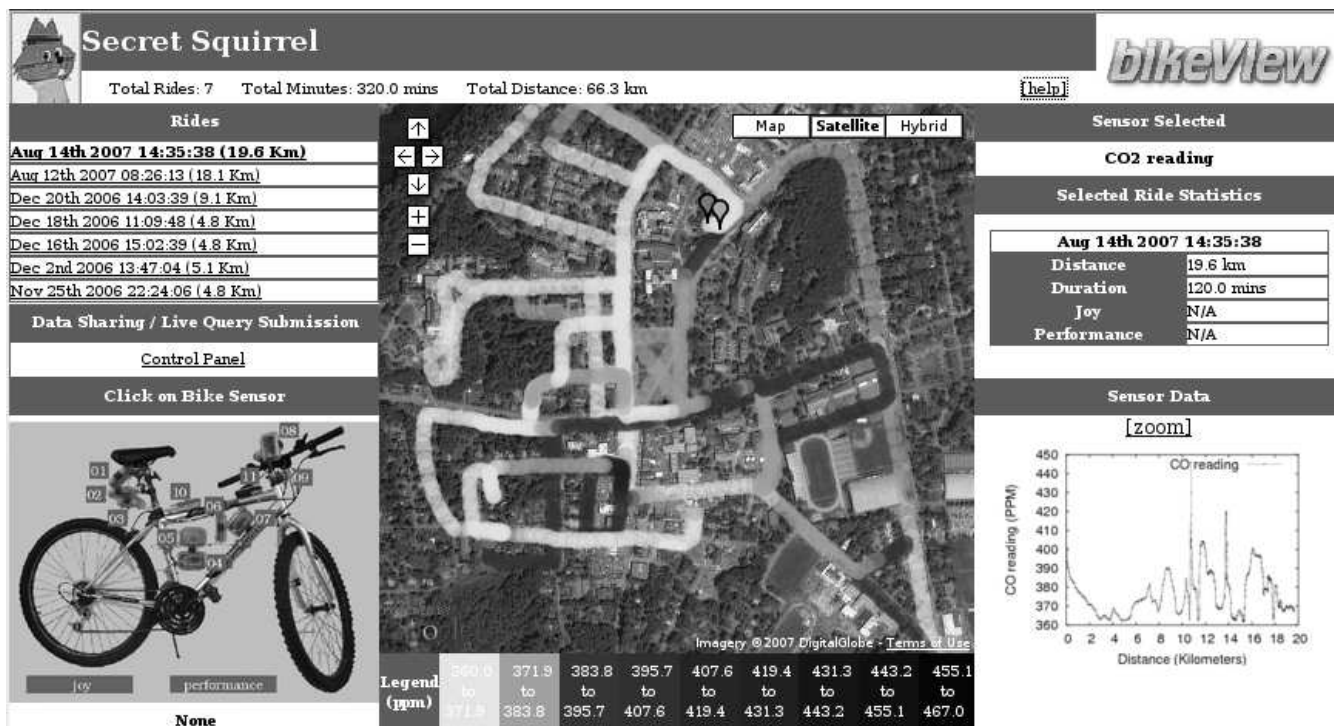 Secret Squirrel
bikeView
Total Rides: 7 Total Minutes: 320.0 mins Total Distance: 66.3 km
[help]
Rides
Aug 14th 2007 14:35:38 (19.6 Km)
Aug 12th 2007 08:26:13 (18.1 Km)
Dec 20th 2006 14:03:39 (9.1 Km)
Dec 18th 2006 11:09:48 (4.8 Km)
Dec 16th 2006 15:02:39 (4.8 Km)
Dec 2nd 2006 13:47:04 (5.1 Km)
Nov 25th 2006 22:24:06 (4.8 Km)
Data Sharing / Live Query Submission
Control Panel
Click on Bike Sensor
08
01
11
09
02
10
06
03
07
05
04
joy performance
None
Map Satellite Hybrid
Imagery ©2007 DigitalGlobe - Terms of Use
Legend (ppm)
360.0 to 371.9
371.9 to 383.8
383.8 to 395.7
395.7 to 407.6
407.6 to 419.4
419.4 to 431.3
431.3 to 443.2
443.2 to 455.1
455.1 to 467.0
Sensor Selected
CO2 reading
Selected Ride Statistics
Aug 14th 2007 14:35:38
Distance 19.6 km
Duration 120.0 mins
Joy N/A
Performance N/A
Sensor Data
[zoom]
CO reading
CO reading (PPM)
450
440
430
420
410
400
390
380
370
360
0 2 4 6 8 10 12 14 16 18 20
Distance (Kilometers)